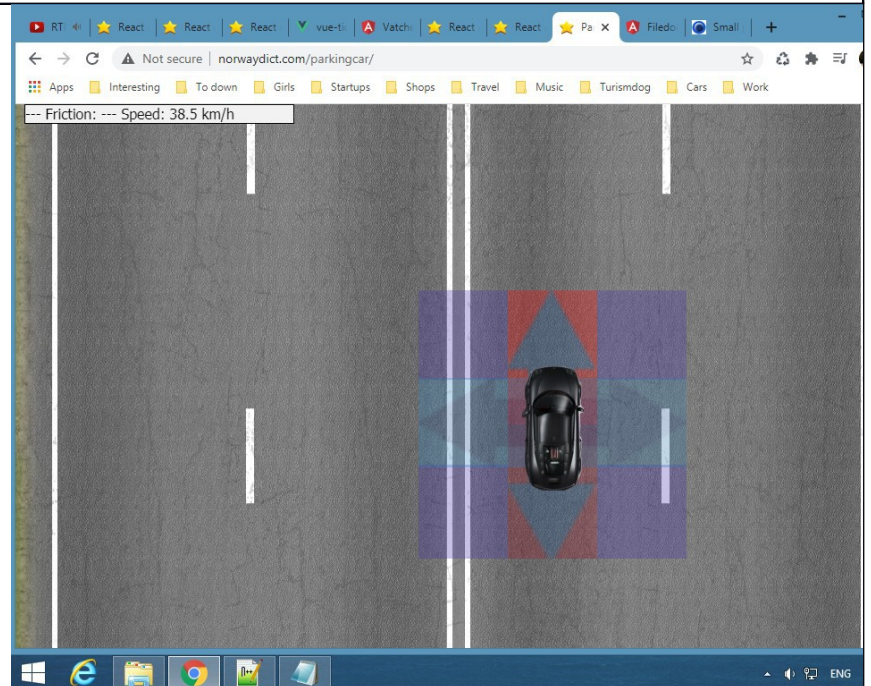 RT
React
React
React
vue-ti
Vatch
React
React
Pa
Filedo
Small
Not secure | norwaydict.com/parkingcar/
Apps Interesting To down Girls Startups Shops Travel Music Turismdog Cars Work
--- Friction: --- Speed: 38.5 km/h
ENG